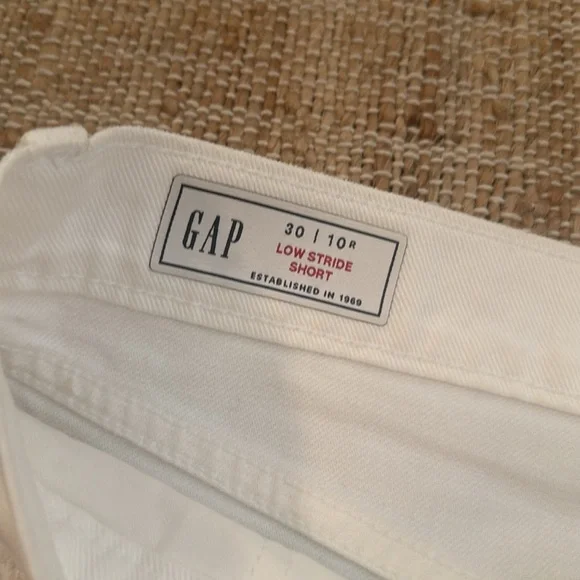 GAP
30 | 10R
LOW STRIDE
SHORT
ESTABLISHED IN 1969